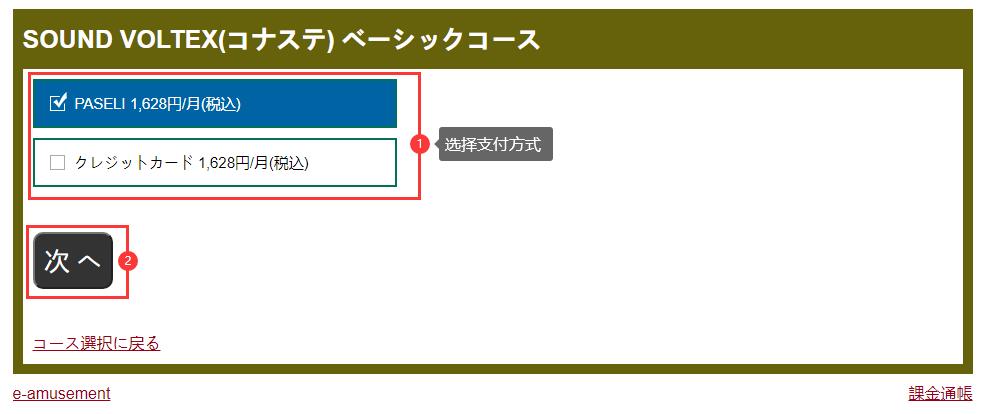 SOUND VOLTEX(コナステ) ベーシックコース
PASELI 1,628円/月(税込)
1 选择支付方式
クレジットカード 1,628円/月(税込)
次へ 2
コース選択に戻る
e-amusement 課金通帳